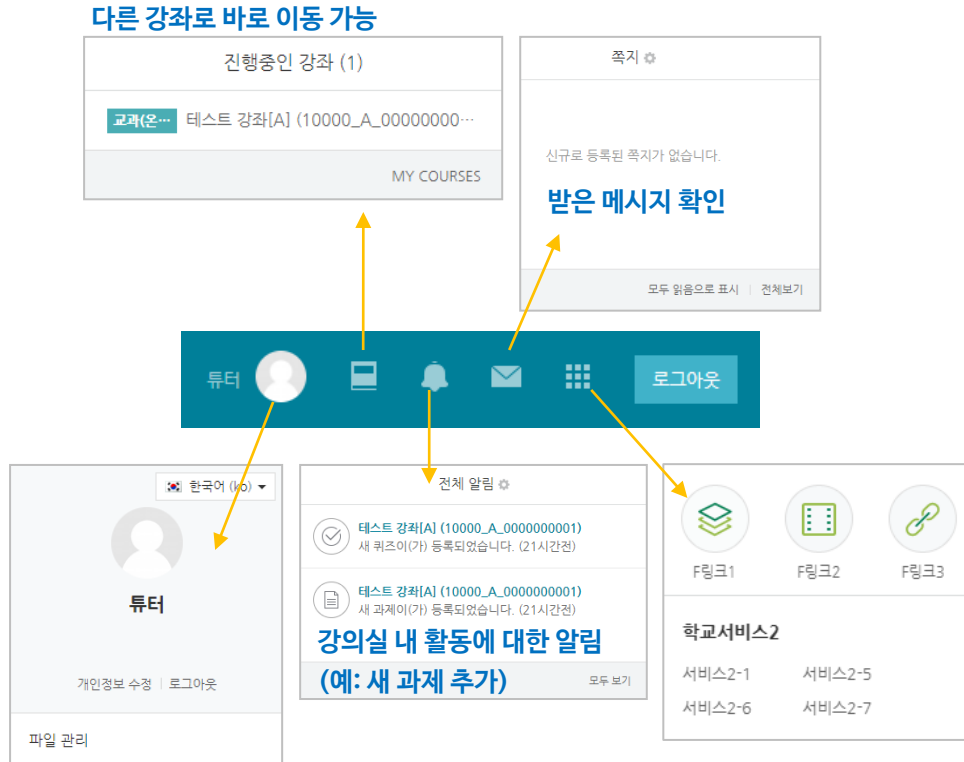 다른 강좌로 바로 이동 가능
진행중인 강좌 (1)
교과(온… 테스트 강좌[A] (10000_A_00000000…
MY COURSES
쪽지
신규로 등록된 쪽지가 없습니다.
받은 메시지 확인
모두 읽음으로 표시 | 전체보기
튜터
로그아웃
한국어 (ko)
튜터
개인정보 수정 | 로그아웃
파일 관리
전체 알림
테스트 강좌[A] (10000_A_0000000001)
새 퀴즈이(가) 등록되었습니다. (21시간전)
테스트 강좌[A] (10000_A_0000000001)
새 과제이(가) 등록되었습니다. (21시간전)
강의실 내 활동에 대한 알림
(예: 새 과제 추가)
모두 보기
F링크1 F링크2 F링크3
학교서비스2
서비스2-1 서비스2-5
서비스2-6 서비스2-7